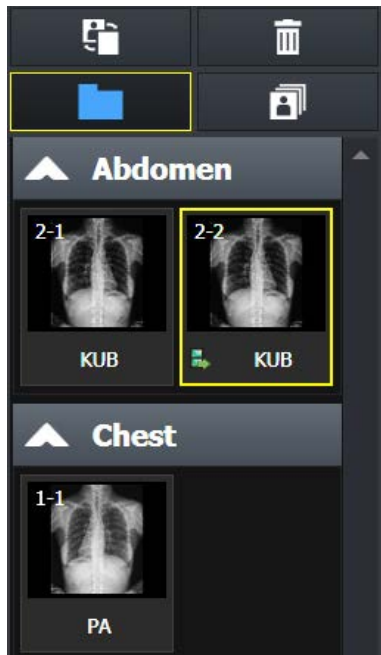 Abdomen
2-1
2-2
KUB
KUB
Chest
1-1
PA